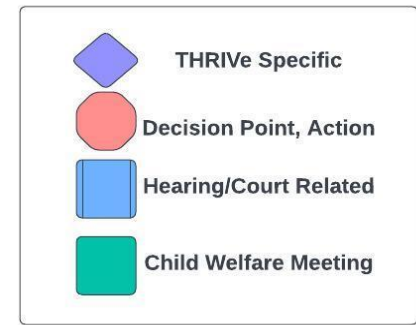 THRIVe Specific
Decision Point, Action
Hearing/Court Related
Child Welfare Meeting